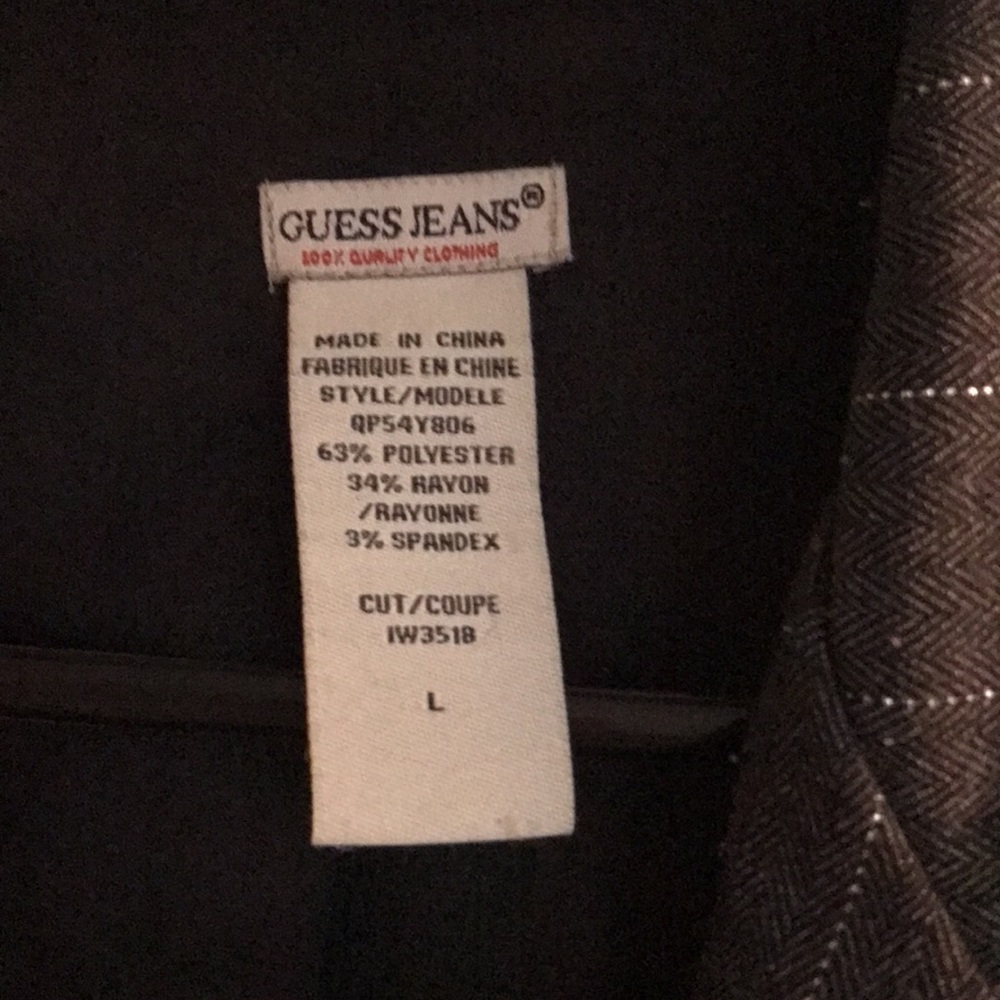 GUESS JEANS®
100% QUALITY CLOTHING
MADE IN CHINA
FABRIQUE EN CHINE
STYLE/MODELE
QP54Y806
63% POLYESTER
34% RAYON
/RAYONNE
3% SPANDEX
CUT/COUPE
IW3518
L